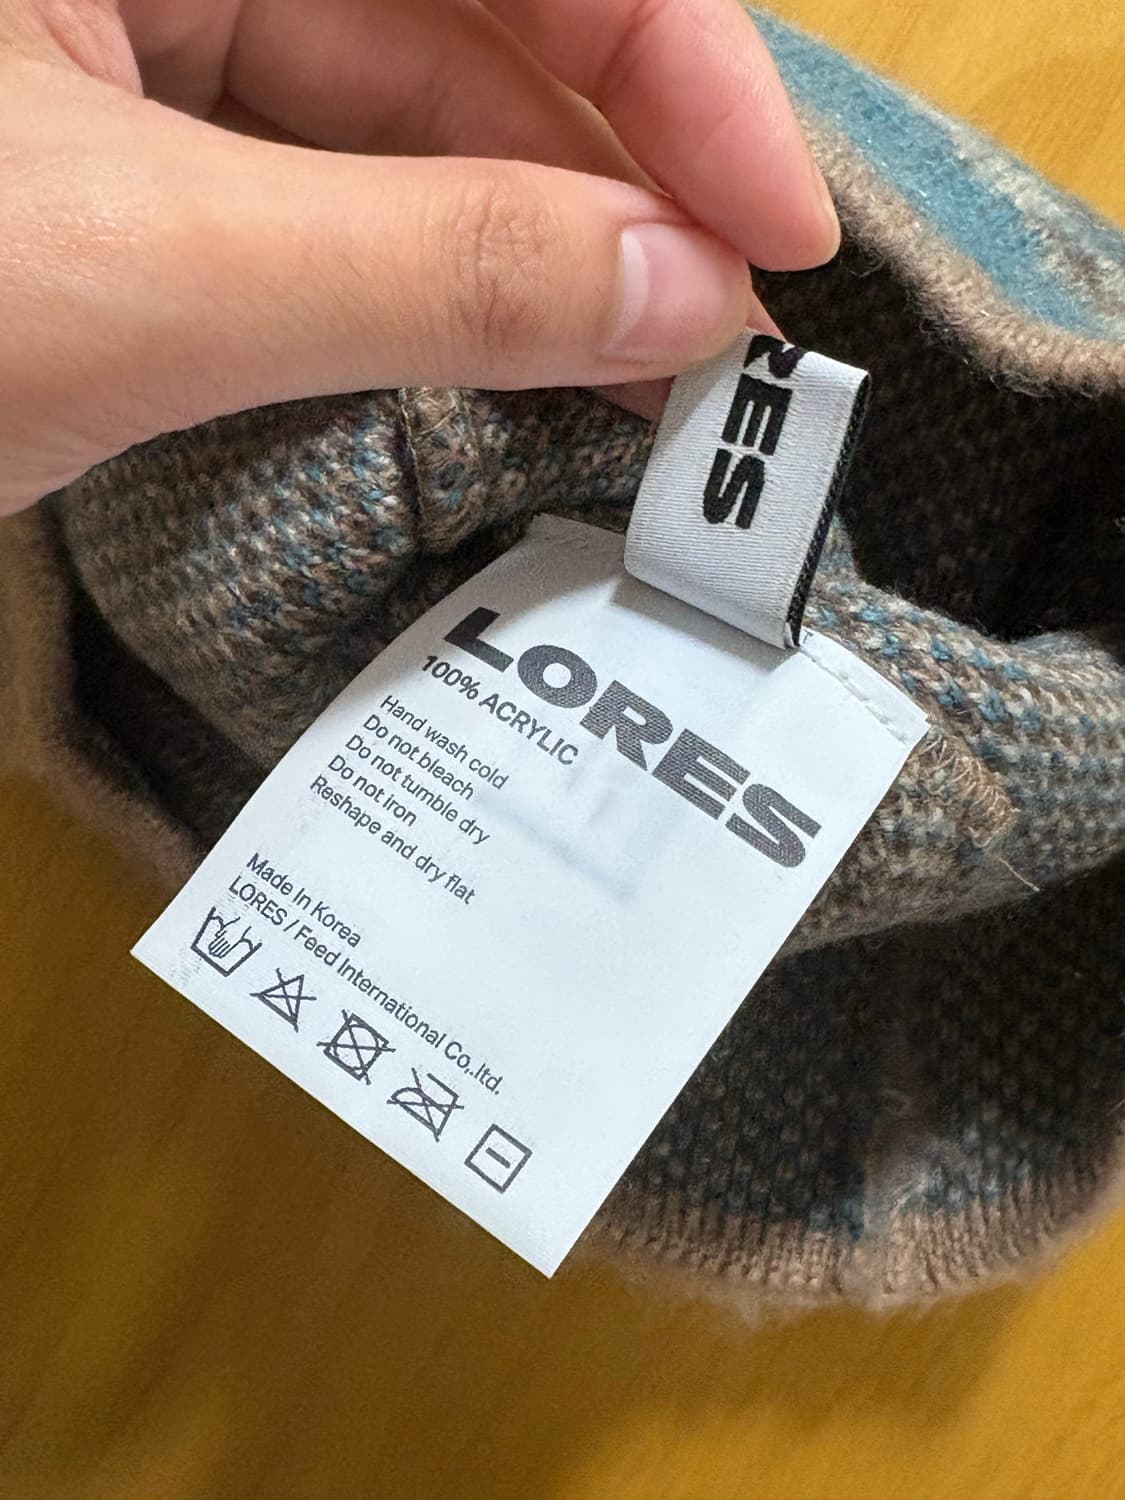 RES
LORES
100% ACRYLIC
Hand wash cold
Do not bleach
Do not tumble dry
Do not iron
Reshape and dry flat
Made in Korea
LORES / Feed International Co,.ltd.